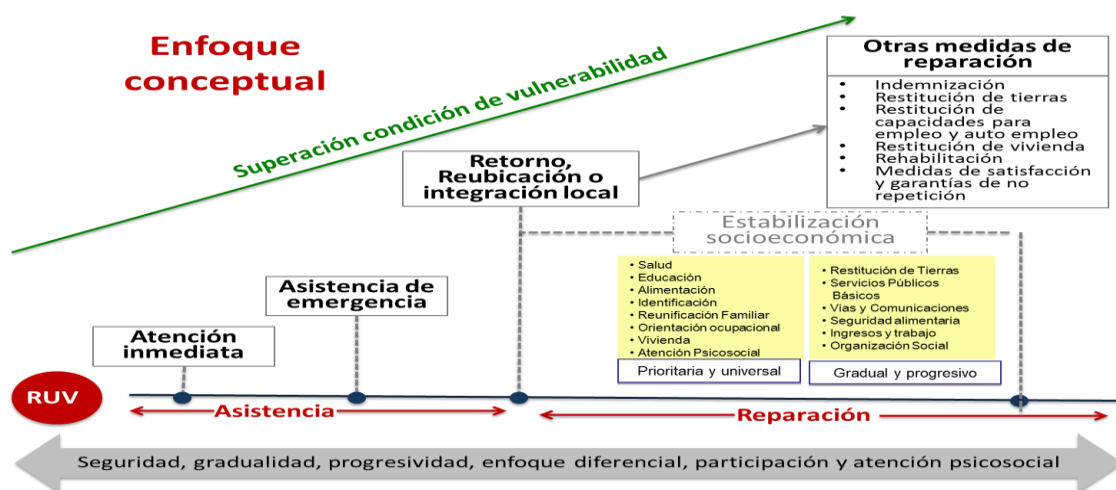 Enfoque
conceptual
Superación condición de vulnerabilidad
Otras medidas de
reparación
• Indemnización
• Restitución de tierras
• Restitución de
capacidades para
empleo y auto empleo
• Restitución de vivienda
• Rehabilitación
• Medidas de satisfacción
y garantías de no
repetición
Retorno,
Reubicación o
integración local
Estabilización
socioeconómica
Asistencia de
emergencia
Atención
inmediata
• Salud
• Educación
• Alimentación
• Identificación
• Reunificación Familiar
• Orientación ocupacional
• Vivienda
• Atención Psicosocial
Prioritaria y universal
• Restitución de Tierras
• Servicios Públicos
Básicos
• Vías y Comunicaciones
• Seguridad alimentaria
• Ingresos y trabajo
• Organización Social
Gradual y progresivo
RUV
Asistencia
Reparación
Seguridad, gradualidad, progresividad, enfoque diferencial, participación y atención psicosocial